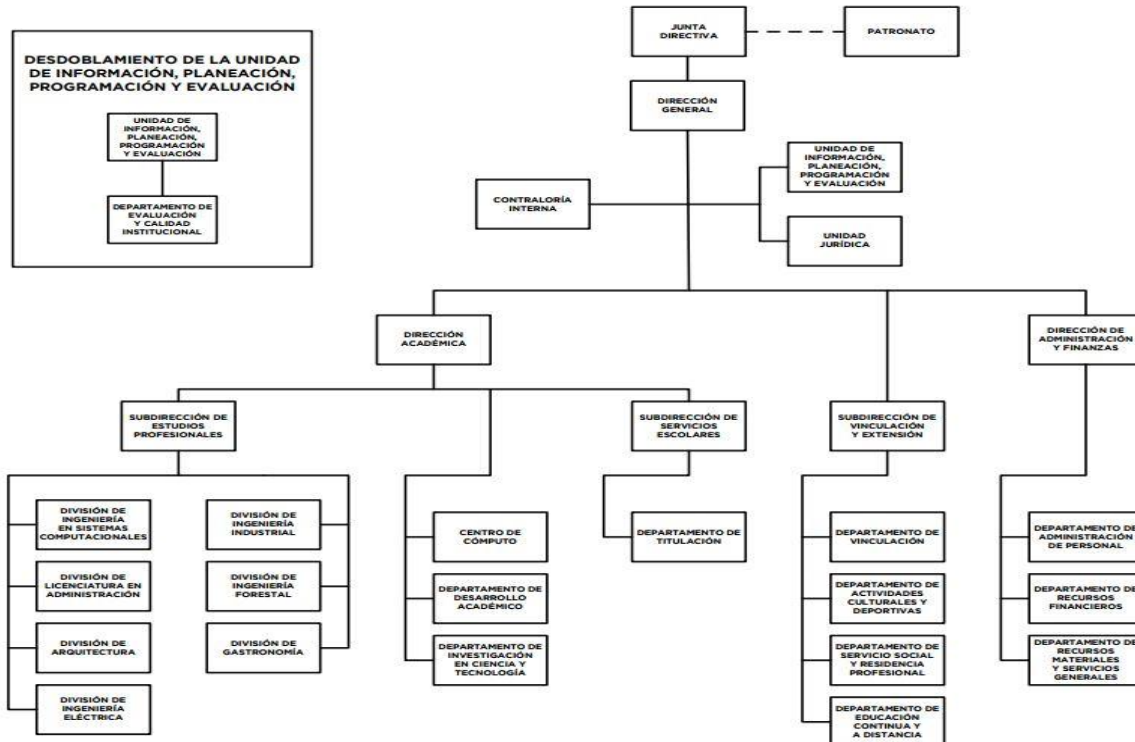 JUNTA
DIRECTIVA
PATRONATO
DESDOBLAMIENTO DE LA UNIDAD
DE INFORMACIÓN, PLANEACIÓN,
PROGRAMACIÓN Y EVALUACIÓN
UNIDAD DE
INFORMACIÓN,
PLANEACIÓN,
PROGRAMACIÓN
Y EVALUACIÓN
DEPARTAMENTO DE
EVALUACIÓN
Y CALIDAD
INSTITUCIONAL
DIRECCIÓN
GENERAL
CONTRALORÍA
INTERNA
UNIDAD DE
INFORMACIÓN,
PLANEACIÓN,
PROGRAMACIÓN
Y EVALUACIÓN
UNIDAD
JURÍDICA
DIRECCIÓN
ACADÉMICA
DIRECCIÓN DE
ADMINISTRACIÓN
Y FINANZAS
SUBDIRECCIÓN DE
ESTUDIOS
PROFESIONALES
SUBDIRECCIÓN DE
SERVICIOS
ESCOLARES
SUBDIRECCIÓN DE
VINCULACIÓN
Y EXTENSIÓN
DIVISIÓN DE
INGENIERÍA
EN SISTEMAS
COMPUTACIONALES
DIVISIÓN DE
LICENCIATURA EN
ADMINISTRACIÓN
DIVISIÓN DE
ARQUITECTURA
DIVISIÓN DE
INGENIERÍA
ELÉCTRICA
DIVISIÓN DE
INGENIERÍA
INDUSTRIAL
DIVISIÓN DE
INGENIERÍA
FORESTAL
DIVISIÓN DE
GASTRONOMÍA
CENTRO DE
CÓMPUTO
DEPARTAMENTO DE
DESARROLLO
ACADÉMICO
DEPARTAMENTO DE
INVESTIGACIÓN
EN CIENCIA Y
TECNOLOGÍA
DEPARTAMENTO DE
TITULACIÓN
DEPARTAMENTO DE
VINCULACIÓN
DEPARTAMENTO DE
ACTIVIDADES
CULTURALES Y
DEPORTIVAS
DEPARTAMENTO DE
SERVICIO SOCIAL
Y RESIDENCIA
PROFESIONAL
DEPARTAMENTO DE
EDUCACIÓN
CONTINUA Y
A DISTANCIA
DEPARTAMENTO DE
ADMINISTRACIÓN
DE PERSONAL
DEPARTAMENTO DE
RECURSOS
FINANCIEROS
DEPARTAMENTO DE
RECURSOS
MATERIALES
Y SERVICIOS
GENERALES